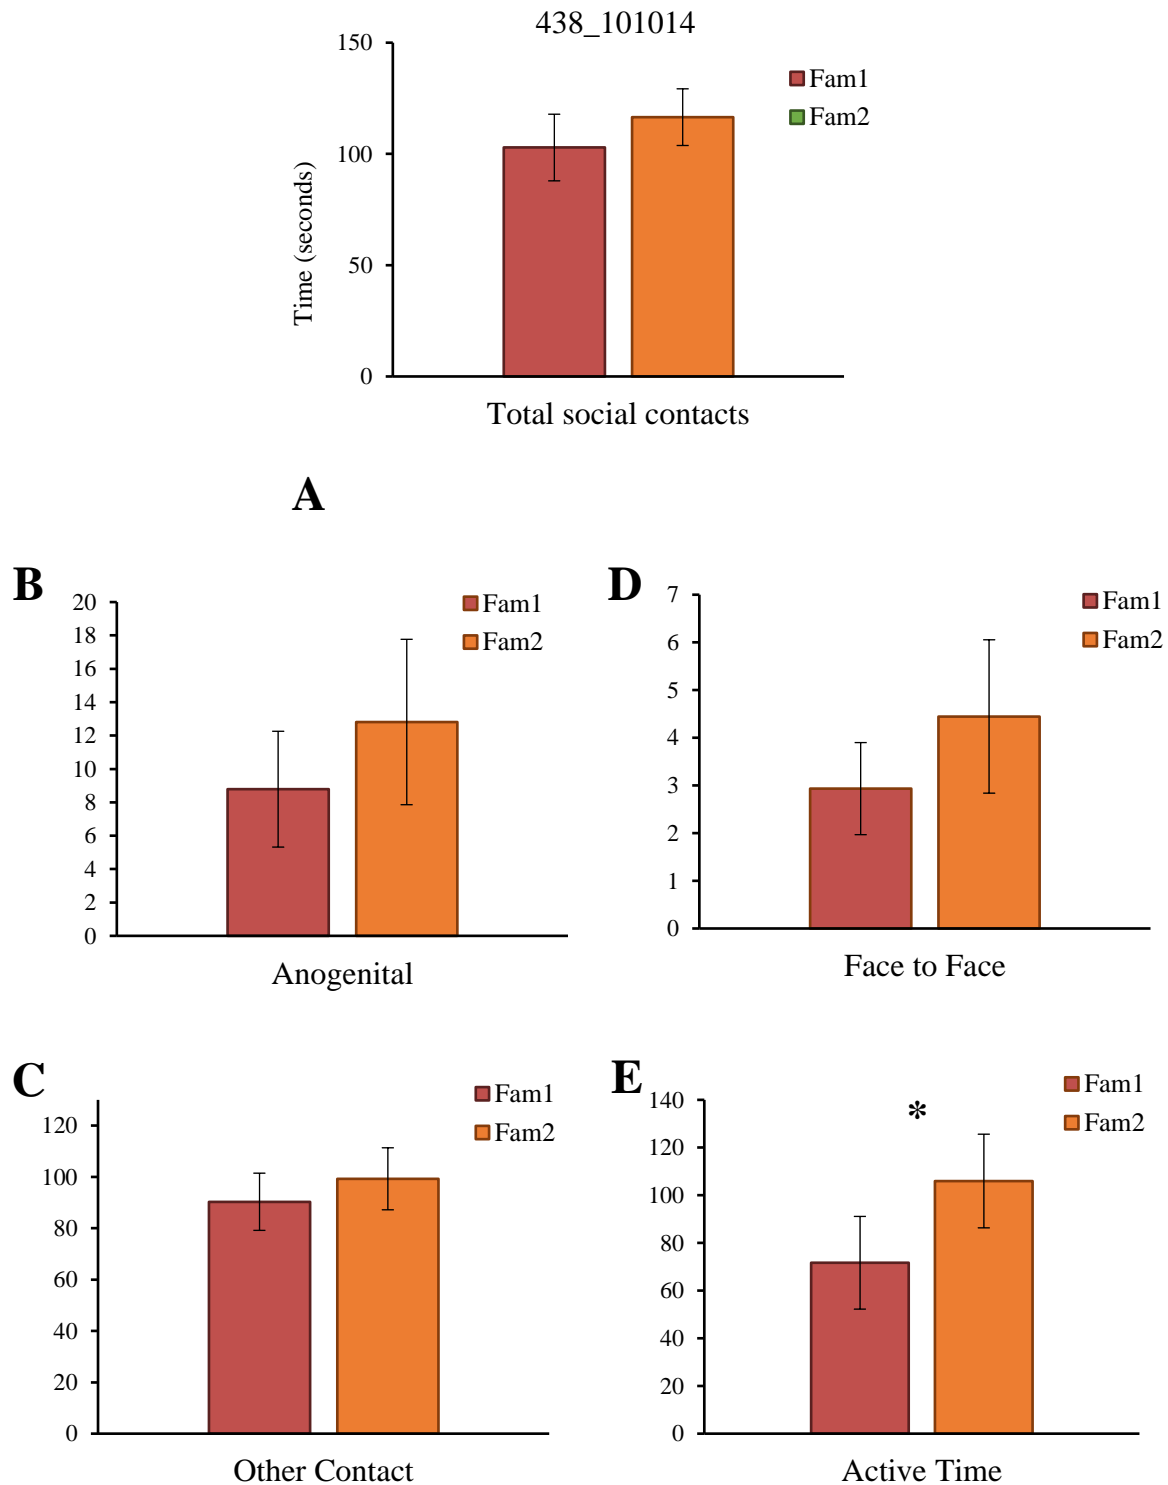 438_101014
150
100
50
0
Time (seconds)
Fam1
Fam2
Total social contacts
A
B
20
18
16
14
12
10
8
6
4
2
0
Fam1
Fam2
Anogenital
D
7
6
5
4
3
2
1
0
Fam1
Fam2
Face to Face
C
120
100
80
60
40
20
0
Fam1
Fam2
Other Contact
E
140
120
100
80
60
40
20
0
*
Fam1
Fam2
Active Time